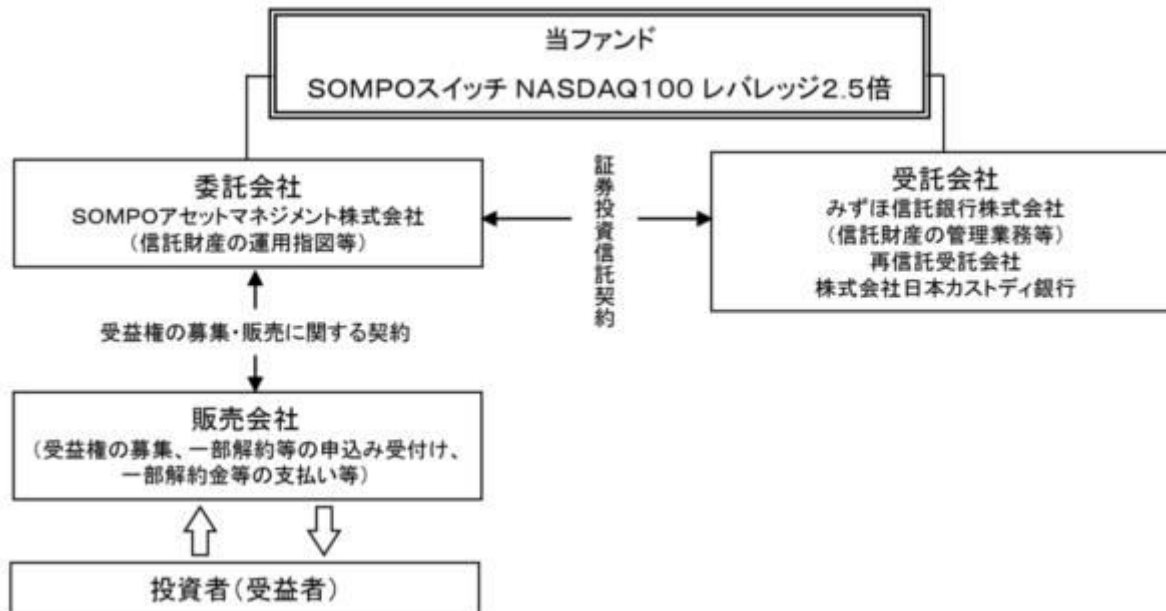 当ファンド
SOMPOスイッチ NASDAQ100 レバレッジ2.5倍
委託会社
SOMPOアセットマネジメント株式会社
(信託財産の運用指図等)
証券投資信託契約
受託会社
みずほ信託銀行株式会社
(信託財産の管理業務等)
再信託受託会社
株式会社日本カストディ銀行
受益権の募集・販売に関する契約
販売会社
(受益権の募集、一部解約等の申込み受付け、
一部解約金等の支払い等)
投資者(受益者)